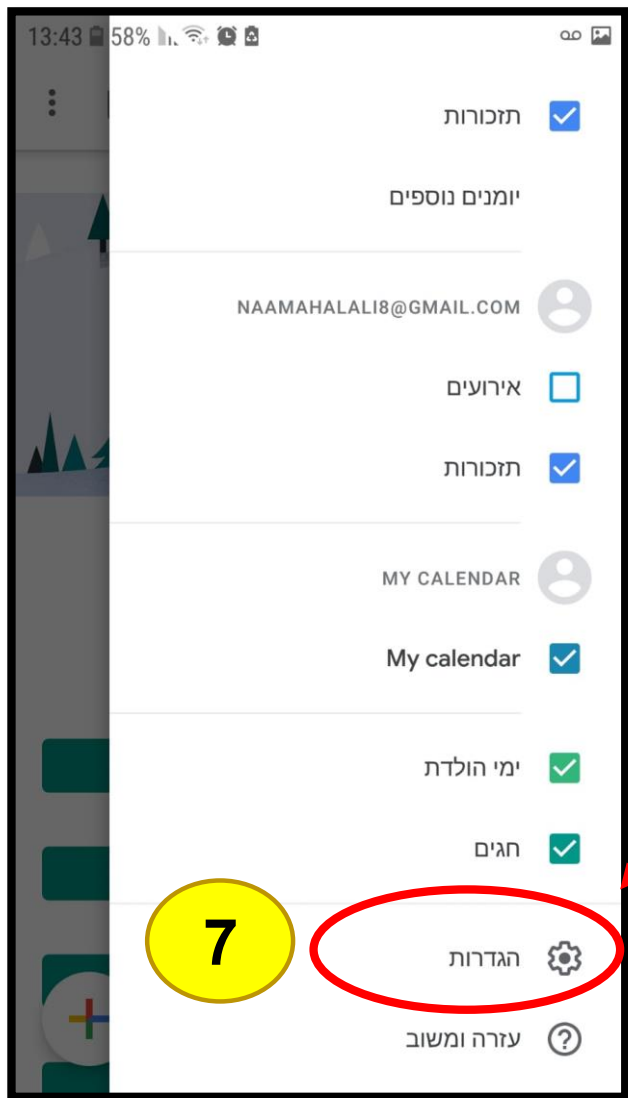 13:43 58%
תזכורות
יומנים נוספים
NAAMAHALALI8@GMAIL.COM
אירועים
תזכורות
MY CALENDAR
My calendar
ימי הולדת
חגים
7
הגדרות
עזרה ומשוב